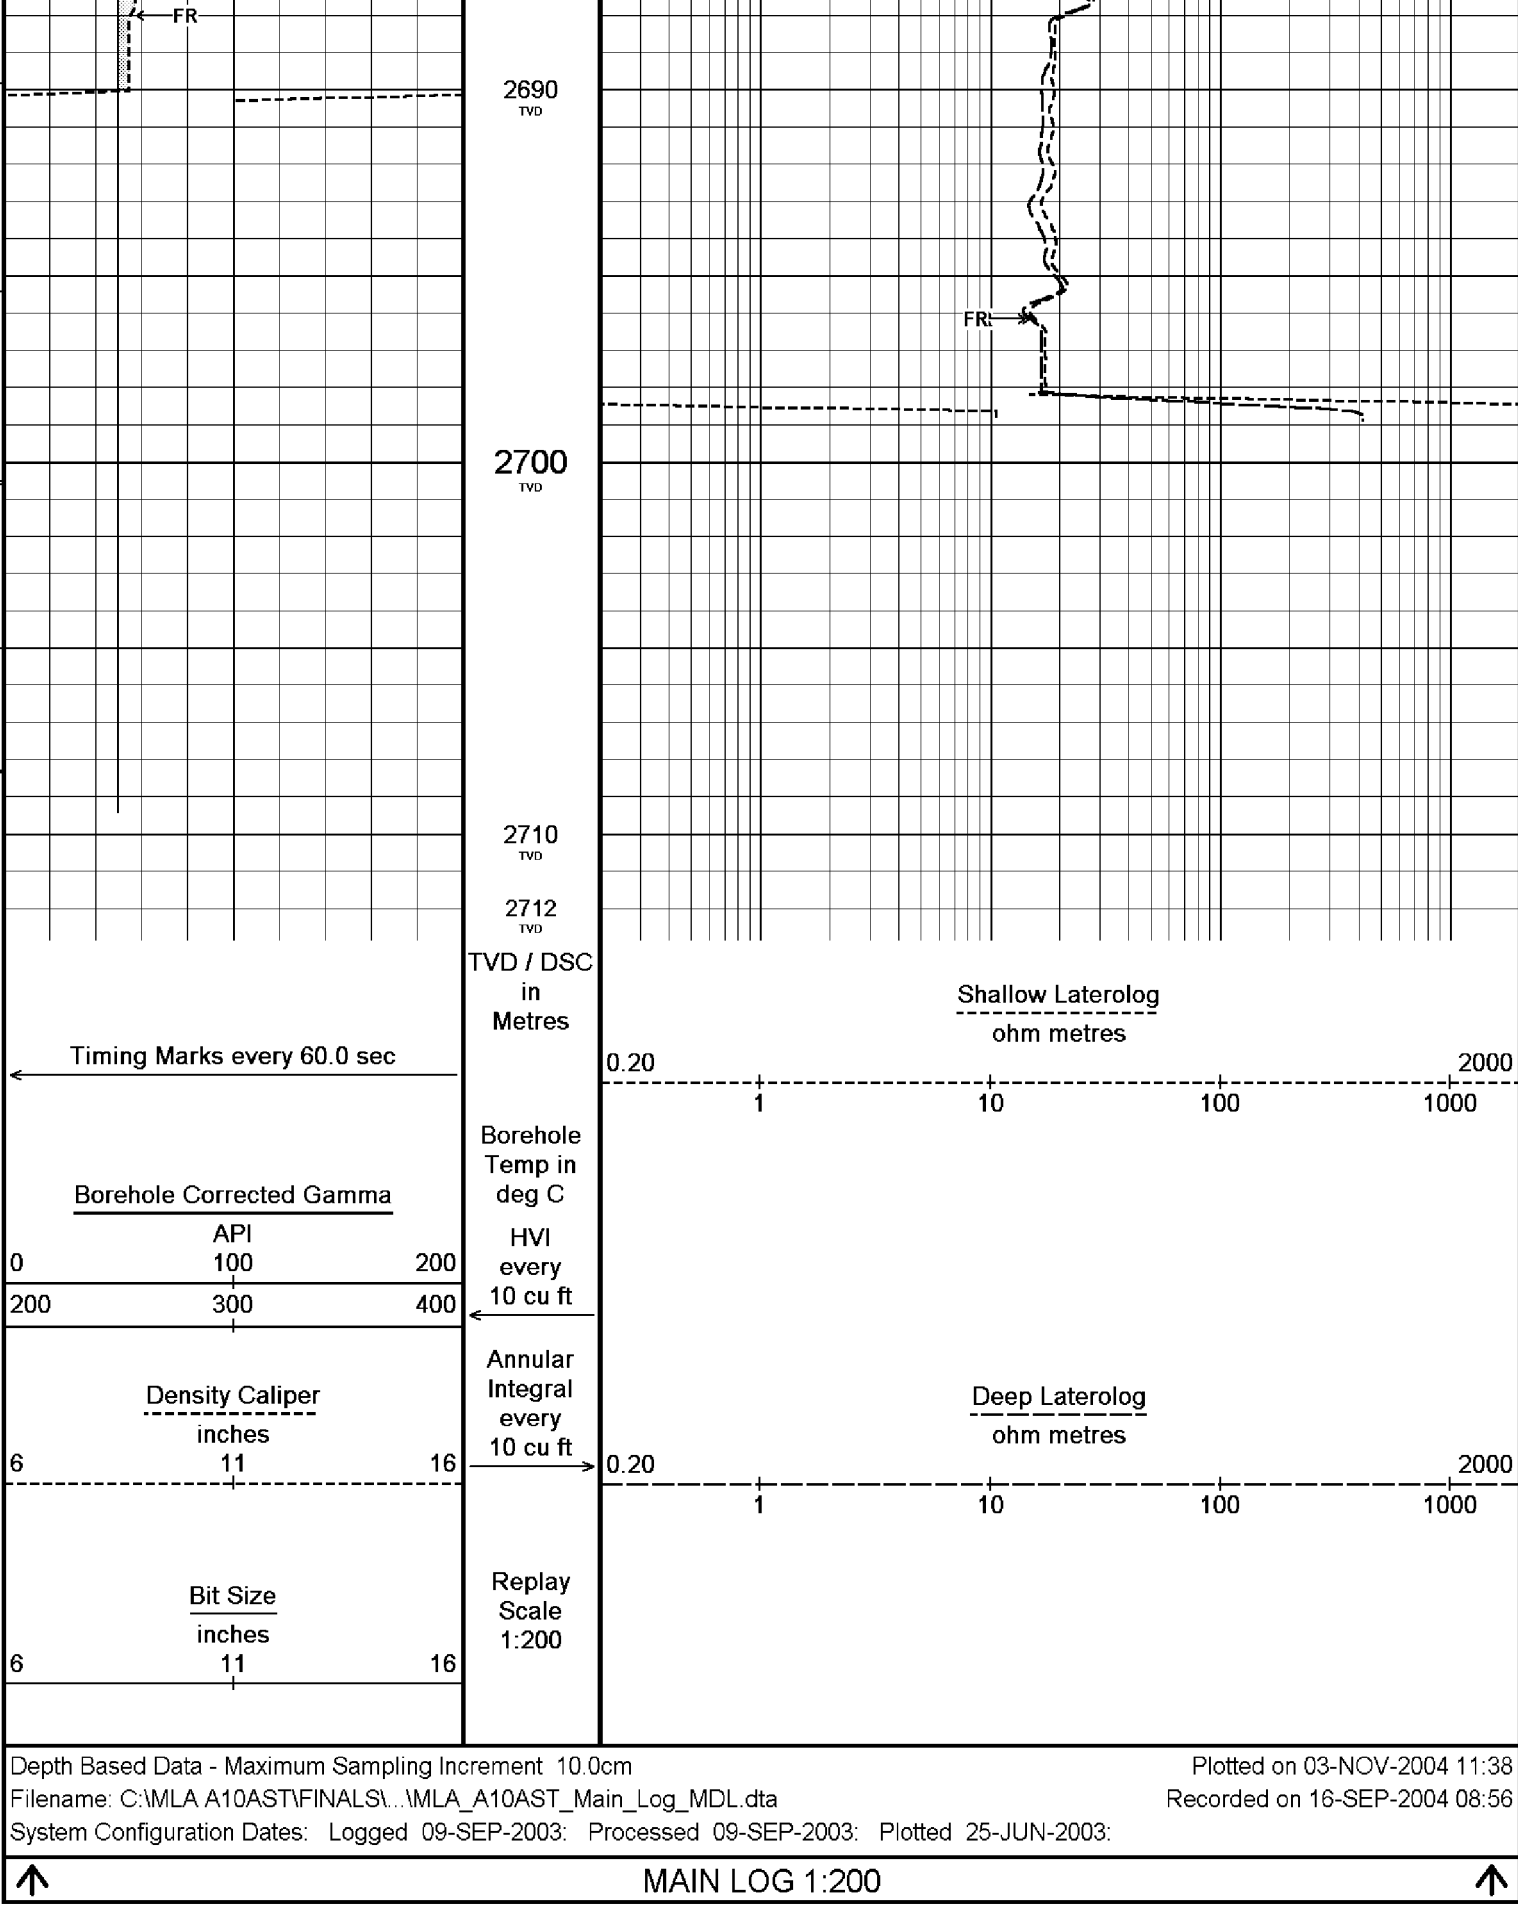 FR
2690
TVD
FR
2700
TVD
2710
TVD
2712
TVD
TVD / DSC
in
Metres
Shallow Laterolog
ohm metres
0.20 2000
1 10 100 1000
Timing Marks every 60.0 sec
Borehole
Temp in
deg C
Borehole Corrected Gamma
API
0 100 200
200 300 400
HVI
every
10 cu ft
Annular
Integral
every
10 cu ft
Density Caliper
inches
6 11 16
Deep Laterolog
ohm metres
0.20 2000
1 10 100 1000
Bit Size
inches
6 11 16
Replay
Scale
1:200
Depth Based Data - Maximum Sampling Increment 10.0cm
Plotted on 03-NOV-2004 11:38
Filename: C:\MLA A10AST\FINALS\...\MLA_A10AST_Main_Log_MDL.dta
Recorded on 16-SEP-2004 08:56
System Configuration Dates: Logged 09-SEP-2003: Processed 09-SEP-2003: Plotted 25-JUN-2003:
MAIN LOG 1:200